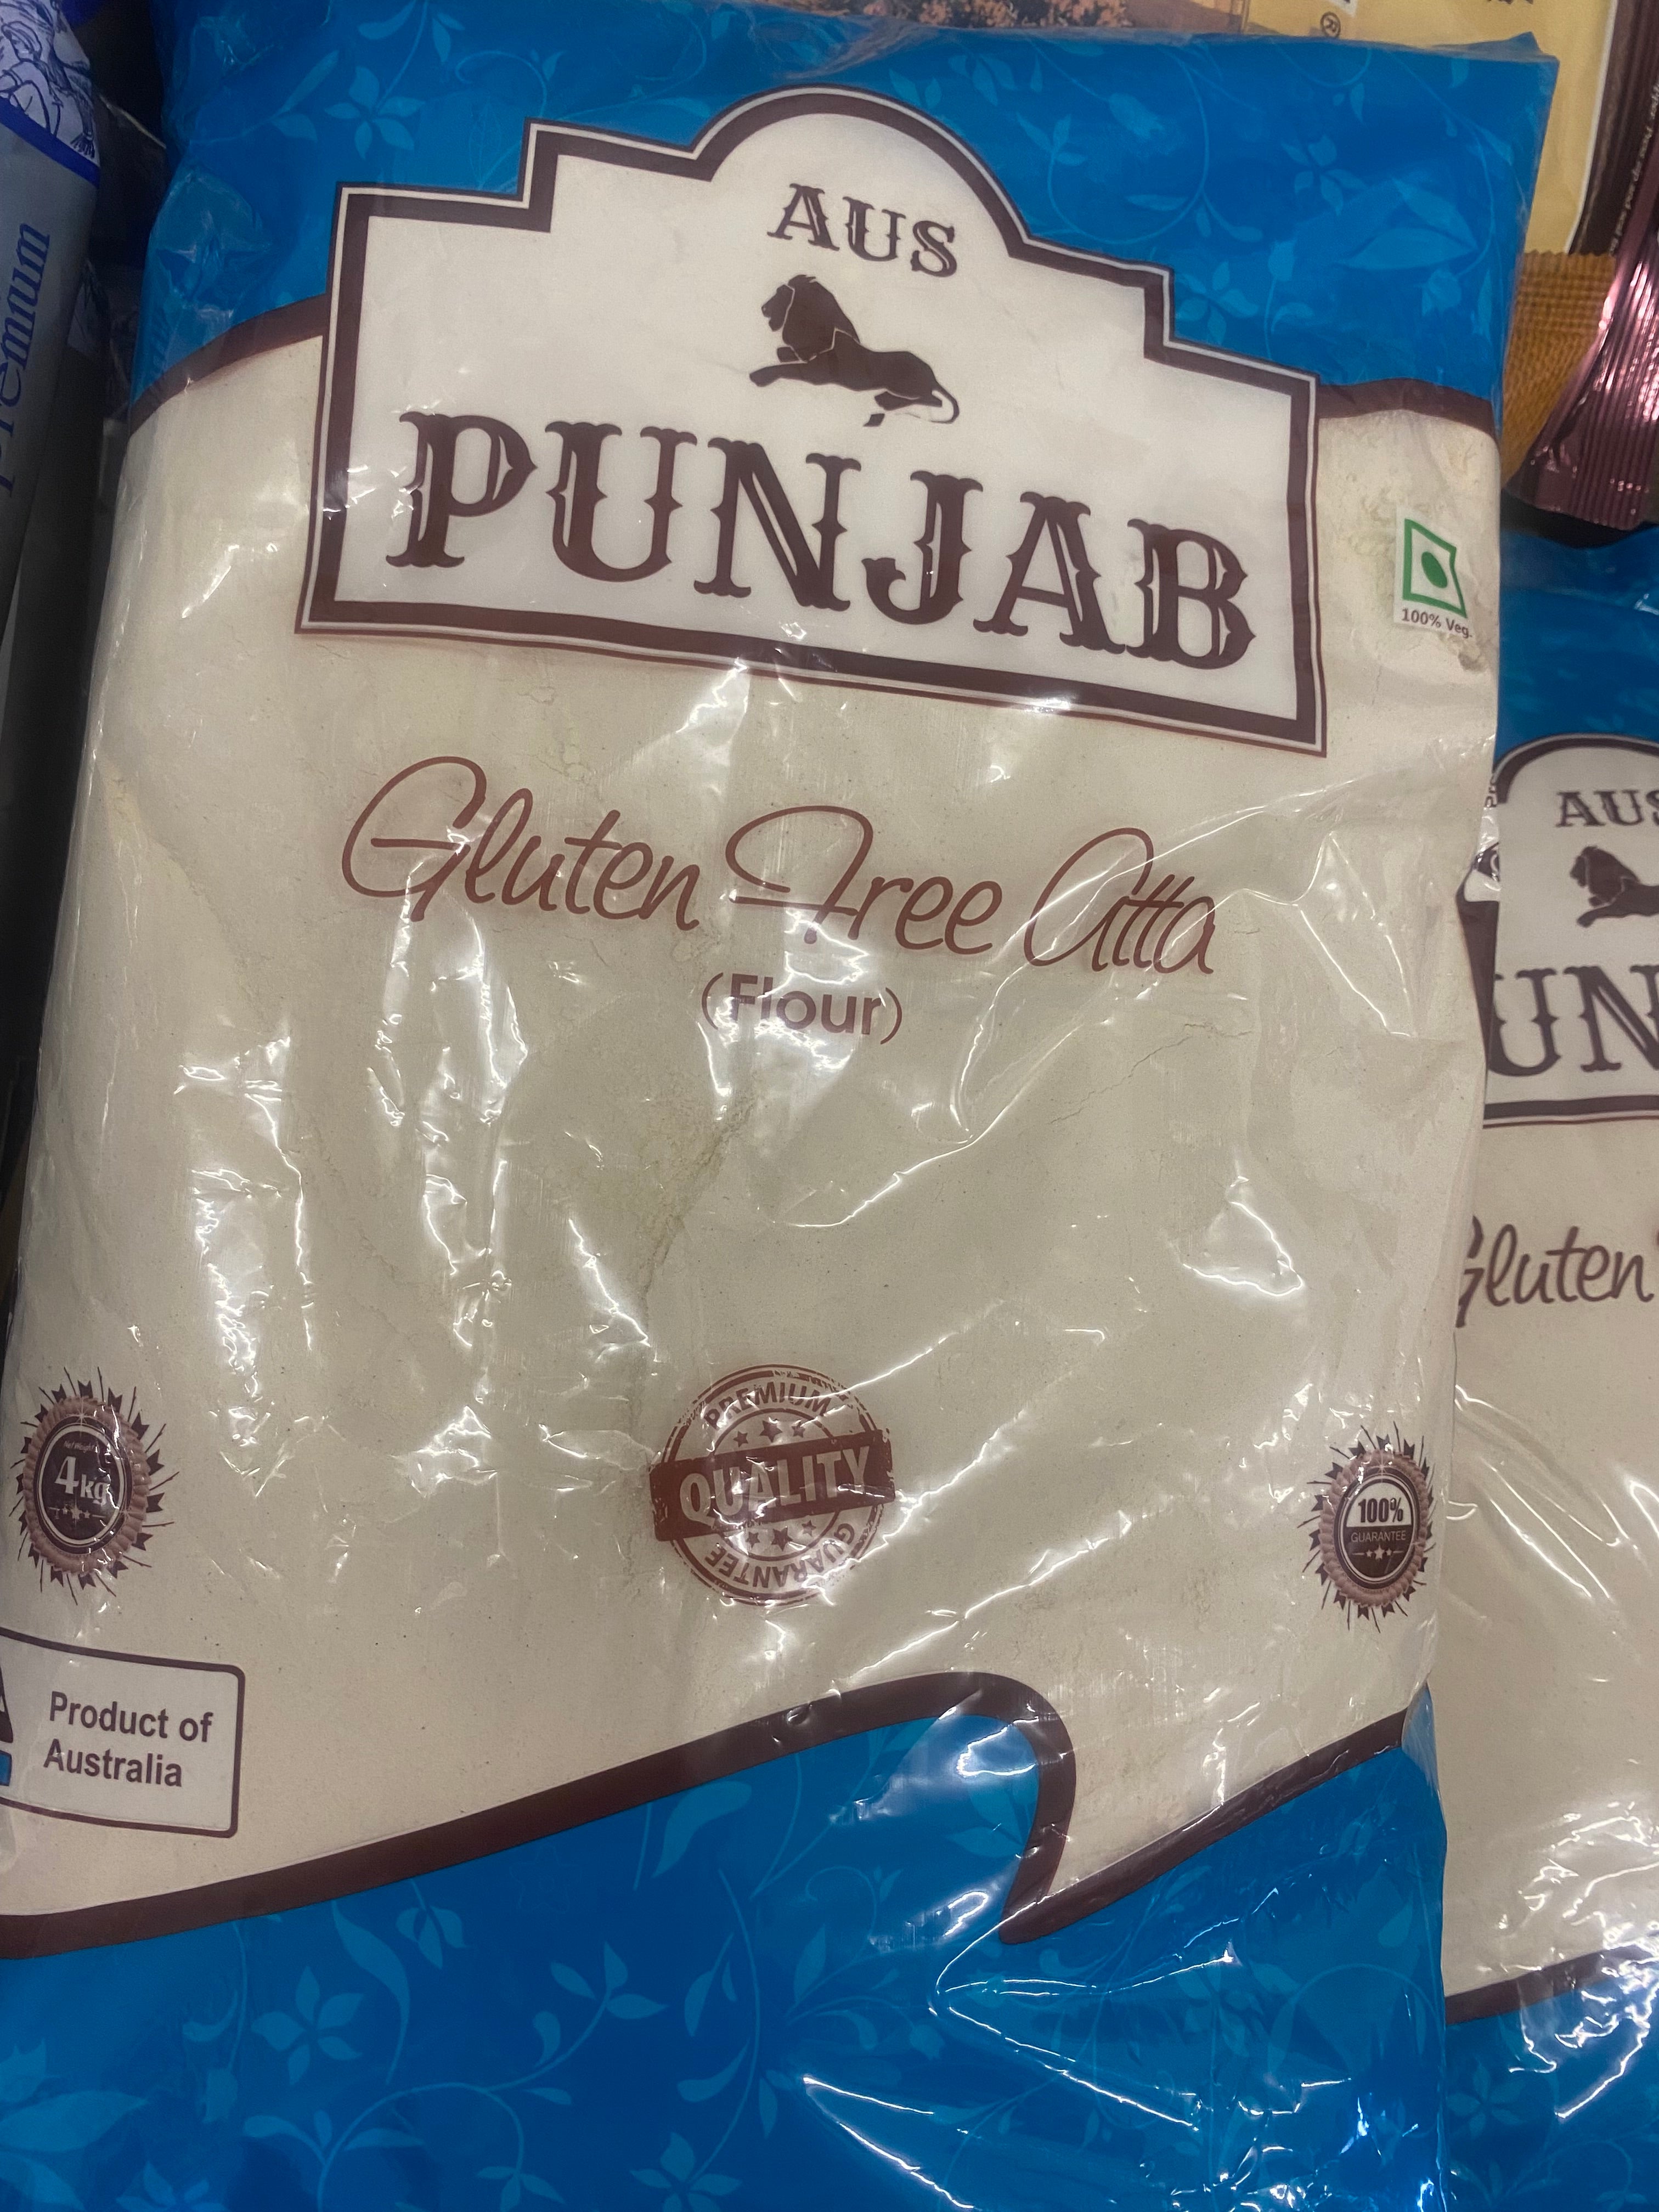 AUS
PUNJAB
100% Veg.
Gluten Free Atta
(Flour)
4kg
PREMIUM
QUALITY
GUARANTEE
100%
GUARANTEE
Product of
Australia
Premium
AUS
UN
Gluten